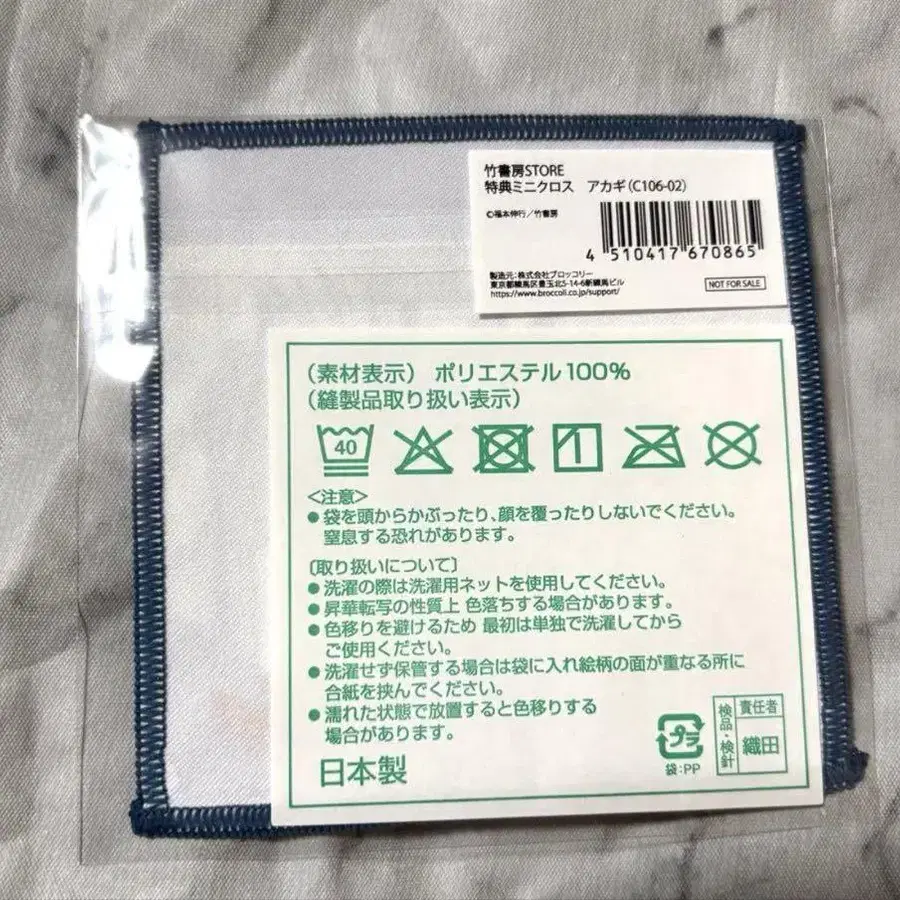 竹書房STORE
特典ミニクロス アカギ(C106-02)
©福本伸行/竹書房
4 510417 670865
製造元:株式会社ブロッコリー
東京都練馬区豊玉北5-14-6新練馬ビル
https://www.broccoli.co.jp/support/
NOT FOR SALE
(素材表示) ポリエステル100%
(縫製品取り扱い表示)
40
<注意>
●袋を頭からかぶったり、顔を覆ったりしないでください。
窒息する恐れがあります。
〔取り扱いについて〕
●洗濯の際は洗濯用ネットを使用してください。
●昇華転写の性質上 色落ちする場合があります。
●色移りを避けるため 最初は単独で洗濯してから
ご使用ください。
●洗濯せず保管する場合は袋に入れ絵柄の面が重なる所に
合紙を挟んでください。
●濡れた状態で放置すると色移りする
場合があります。
日本製
プラ
袋:PP
検品・検針
責任者
織田